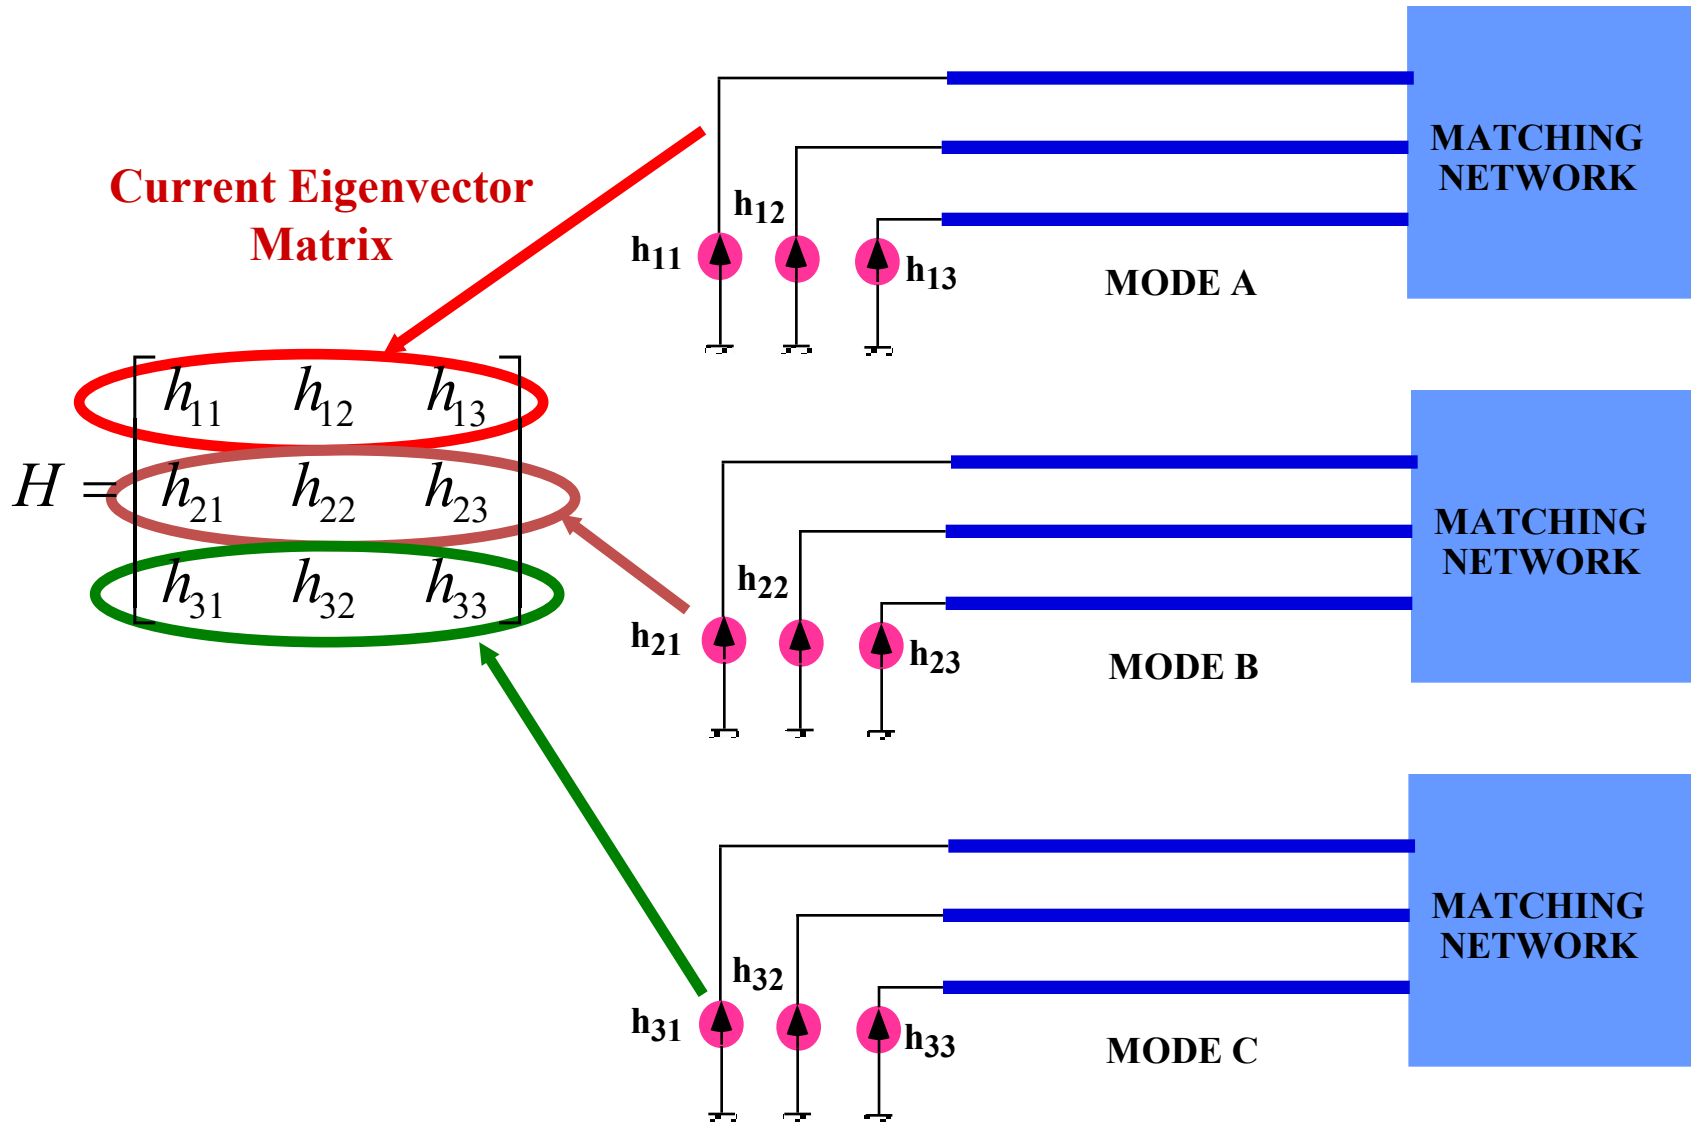 Current Eigenvector
Matrix
H = [ h11 h12 h13
h21 h22 h23
h31 h32 h33 ]
h11
h12
h13
MODE A
MATCHING
NETWORK
h21
h22
h23
MODE B
MATCHING
NETWORK
h31
h32
h33
MODE C
MATCHING
NETWORK